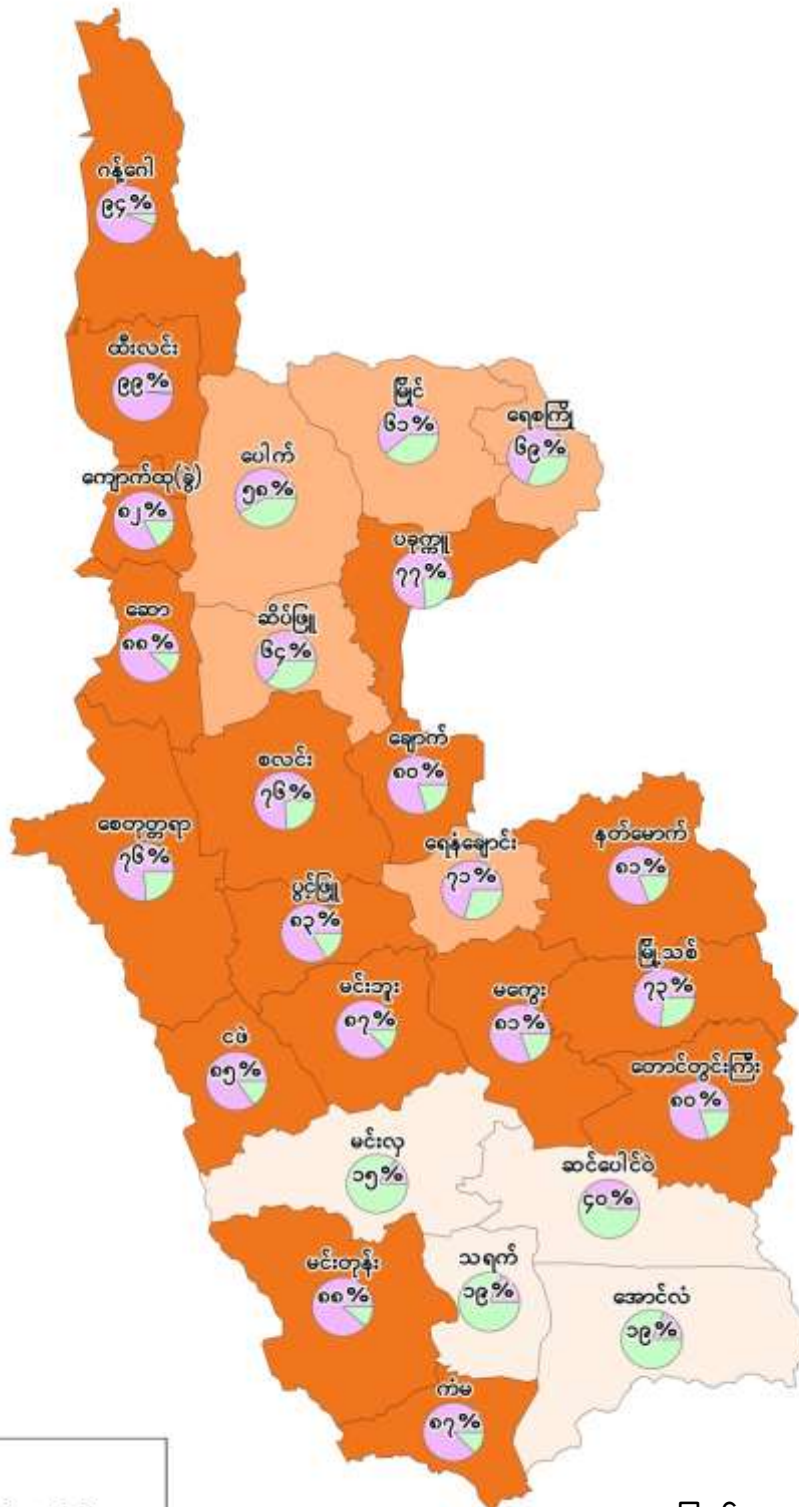 ဂန့်ဂေါ
၉၄%
ထီးလင်း
၉၉%
မြိုင်
၆၁%
ရေစကြို
၆၉%
ပေါက်
၅၈%
ကျောက်ထု(ခွဲ)
၈၂%
ပခုက္ကူ
၇၇%
ဆော
၈၈%
ဆိပ်ဖြူ
၆၄%
ချောက်
၈၀%
စလင်း
၇၆%
စေတုတ္တရာ
၇၆%
ရေနံချောင်း
၇၁%
နတ်မောက်
၈၁%
ပွင့်ဖြူ
၈၃%
မြို့သစ်
၇၃%
မင်းဘူး
၈၇%
မကွေး
၈၁%
ငဖဲ
၈၅%
တောင်တွင်းကြီး
၈၀%
မင်းလှ
၁၅%
ဆင်ပေါင်ဝဲ
၄၀%
မင်းတုန်း
၈၈%
သရက်
၁၉%
အောင်လံ
၁၉%
ကံမ
၈၇%